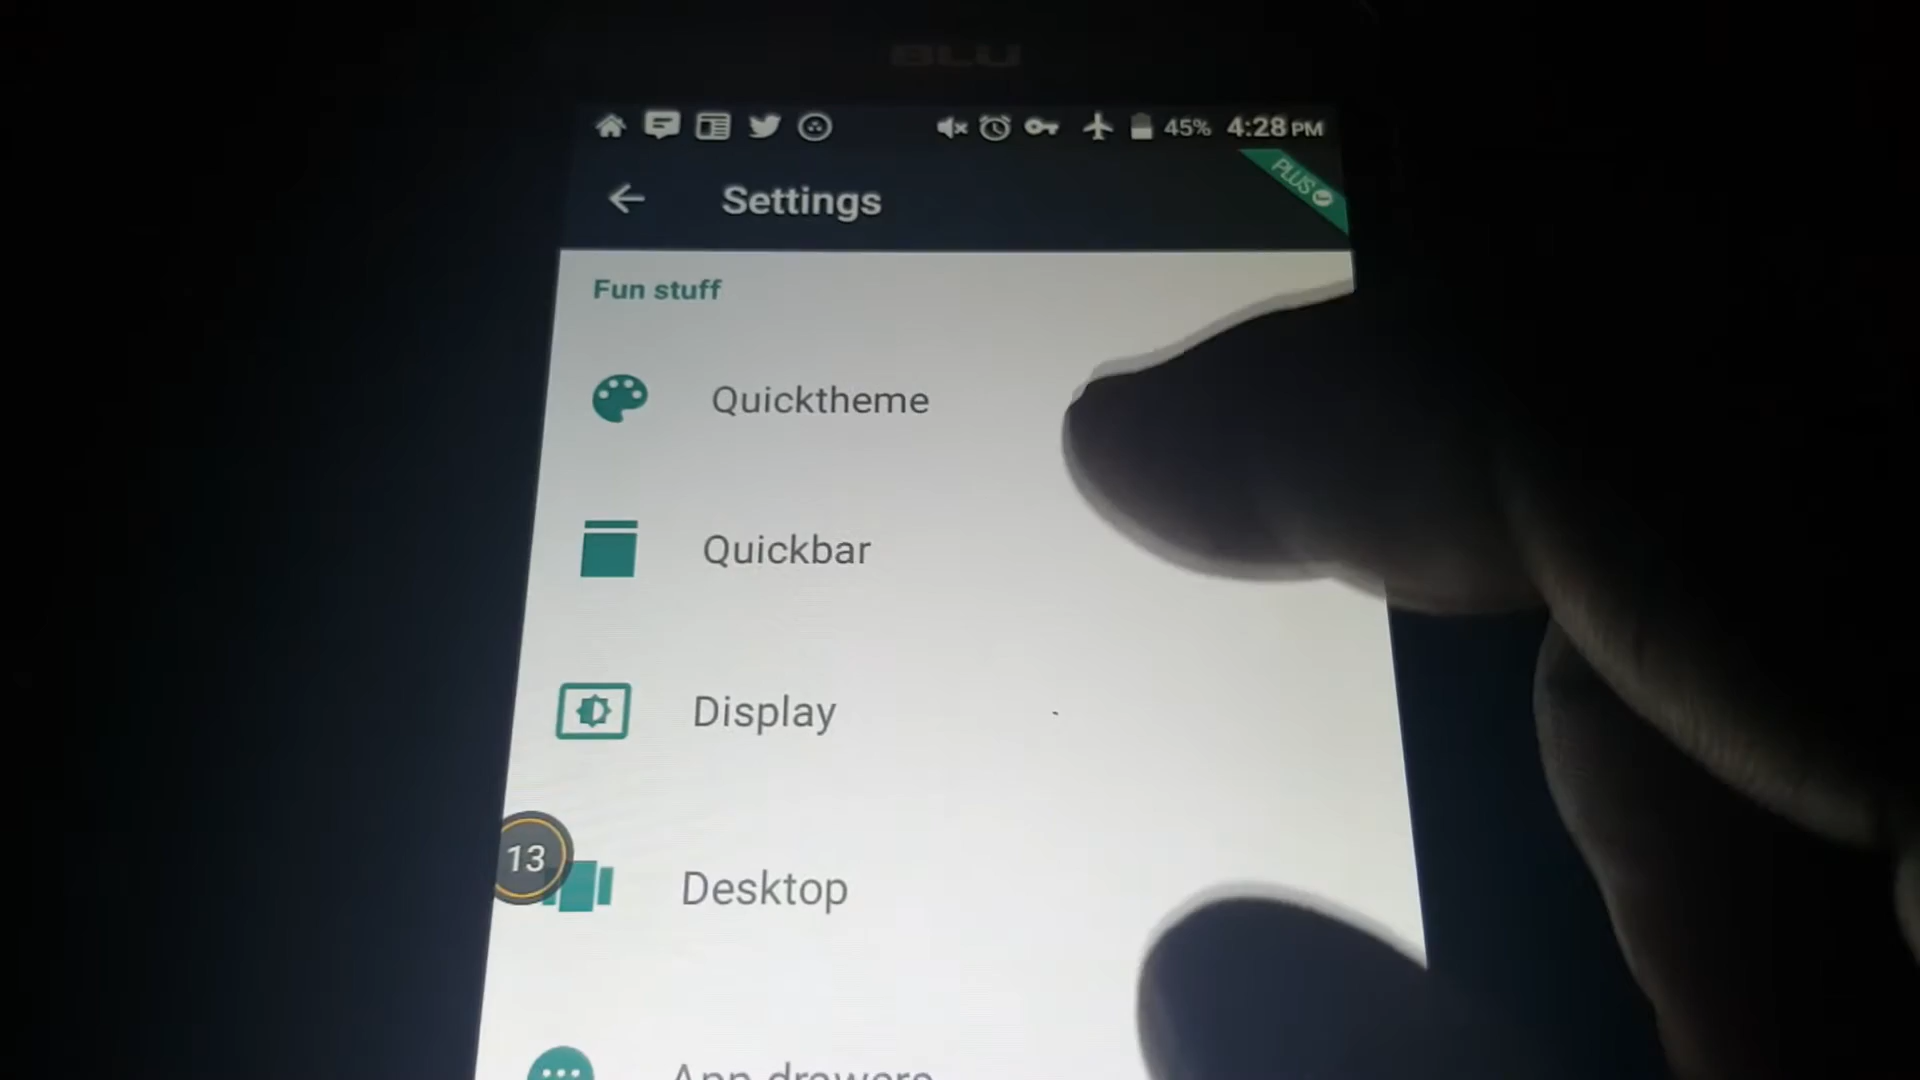 BLU
45% 4:28 PM
Settings
PLUS
Fun stuff
Quicktheme
Quickbar
Display
13
Desktop
App drawers